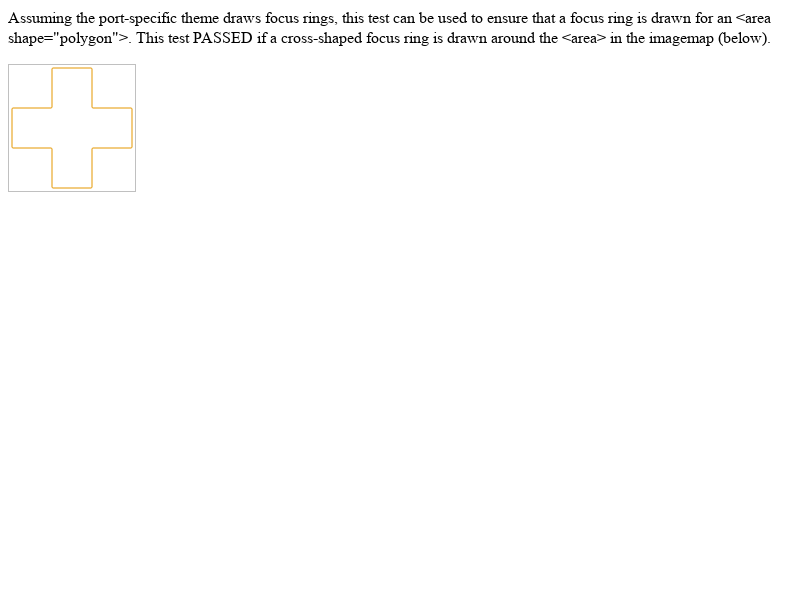 Assuming the port-specific theme draws focus rings, this test can be used to ensure that a focus ring is drawn for an <area
shape="polygon">. This test PASSED if a cross-shaped focus ring is drawn around the <area> in the imagemap (below).